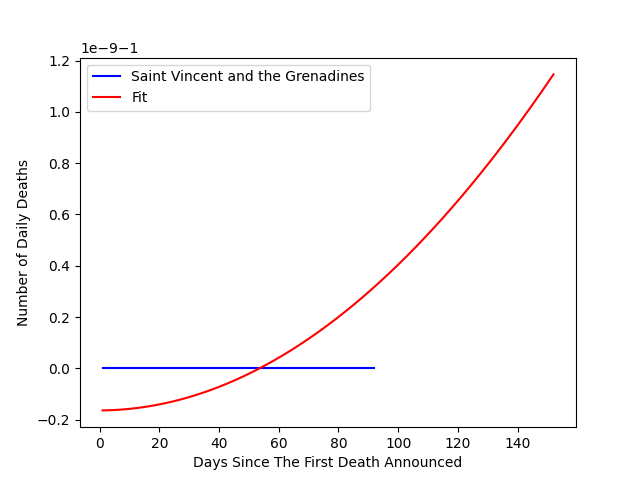 1e−9−1
1.2
1.0
0.8
0.6
0.4
0.2
0.0
−0.2
Number of Daily Deaths
Saint Vincent and the Grenadines
Fit
0 20 40 60 80 100 120 140
Days Since The First Death Announced